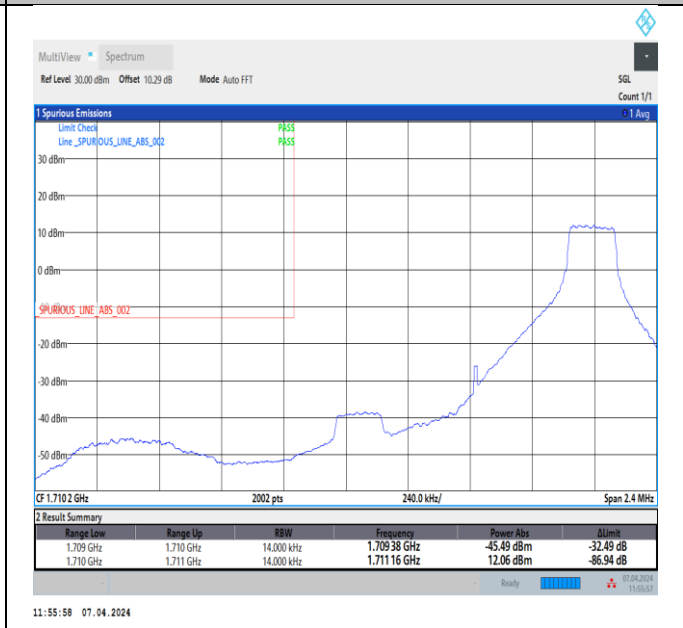 MultiView Spectrum
Ref Level 30.00 dBm Offset 10.29 dB Mode Auto FFT SGL
Count 1/1
1 Spurious Emissions 1 Avg
Limit Check PASS
Line _SPURIOUS_LINE_ABS_002 PASS
30 dBm
20 dBm
10 dBm
0 dBm
_SPURIOUS_LINE_ABS_002
-20 dBm
-30 dBm
-40 dBm
-50 dBm
CF 1.7102 GHz 2002 pts 240.0 kHz/ Span 2.4 MHz
2 Result Summary
Range Low Range Up RBW Frequency Power Abs ΔLimit
1.709 GHz 1.710 GHz 14.000 kHz 1.70938 GHz -45.49 dBm -32.49 dB
1.710 GHz 1.711 GHz 14.000 kHz 1.71116 GHz 12.06 dBm -86.94 dB
Ready 07.04.2024
11:55:57
11:55:58 07.04.2024